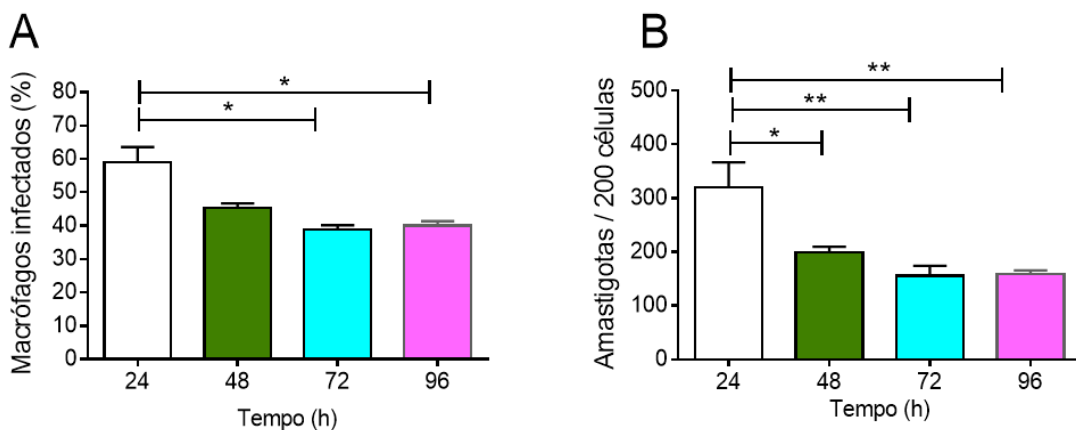 A
Macrófagos infectados (%)
80
70
60
50
40
30
20
10
0
*
*
24 48 72 96
Tempo (h)
B
Amastigotas / 200 células
500
400
300
200
100
0
**
**
*
24 48 72 96
Tempo (h)